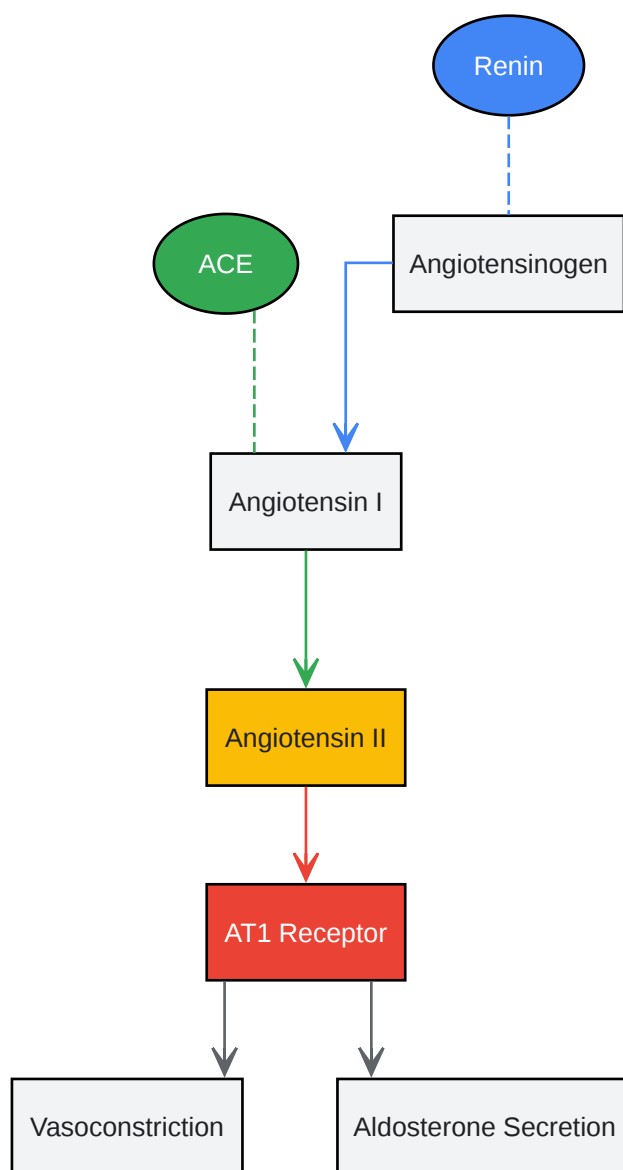 Renin
ACE
Angiotensinogen
Angiotensin I
Angiotensin II
AT1 Receptor
Vasoconstriction
Aldosterone Secretion